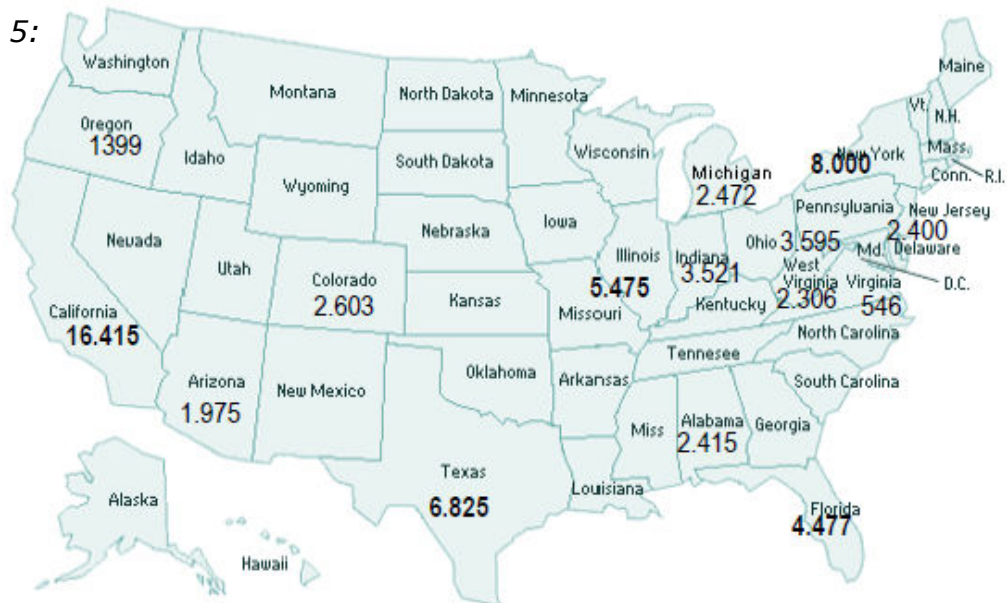 5:
Washington
Oregon
1399
Idaho
Montana
North Dakota
South Dakota
Minnesota
Wisconsin
Michigan
2.472
Maine
Vt.
N.H.
Mass.
New York
8.000
Conn.
R.I.
Pennsylvania
New Jersey
2.400
Wyoming
Nebraska
Iowa
Illinois
5.475
Indiana
3.521
Ohio
3.595
Md.
Delaware
D.C.
West
Virginia
2.306
Virginia
546
Nevada
Utah
Colorado
2.603
Kansas
Missouri
Kentucky
California
16.415
Arizona
1.975
New Mexico
Oklahoma
Arkansas
Tennesee
North Carolina
South Carolina
Miss
Alabama
2.415
Georgia
Texas
6.825
Louisiana
Florida
4.477
Alaska
Hawaii